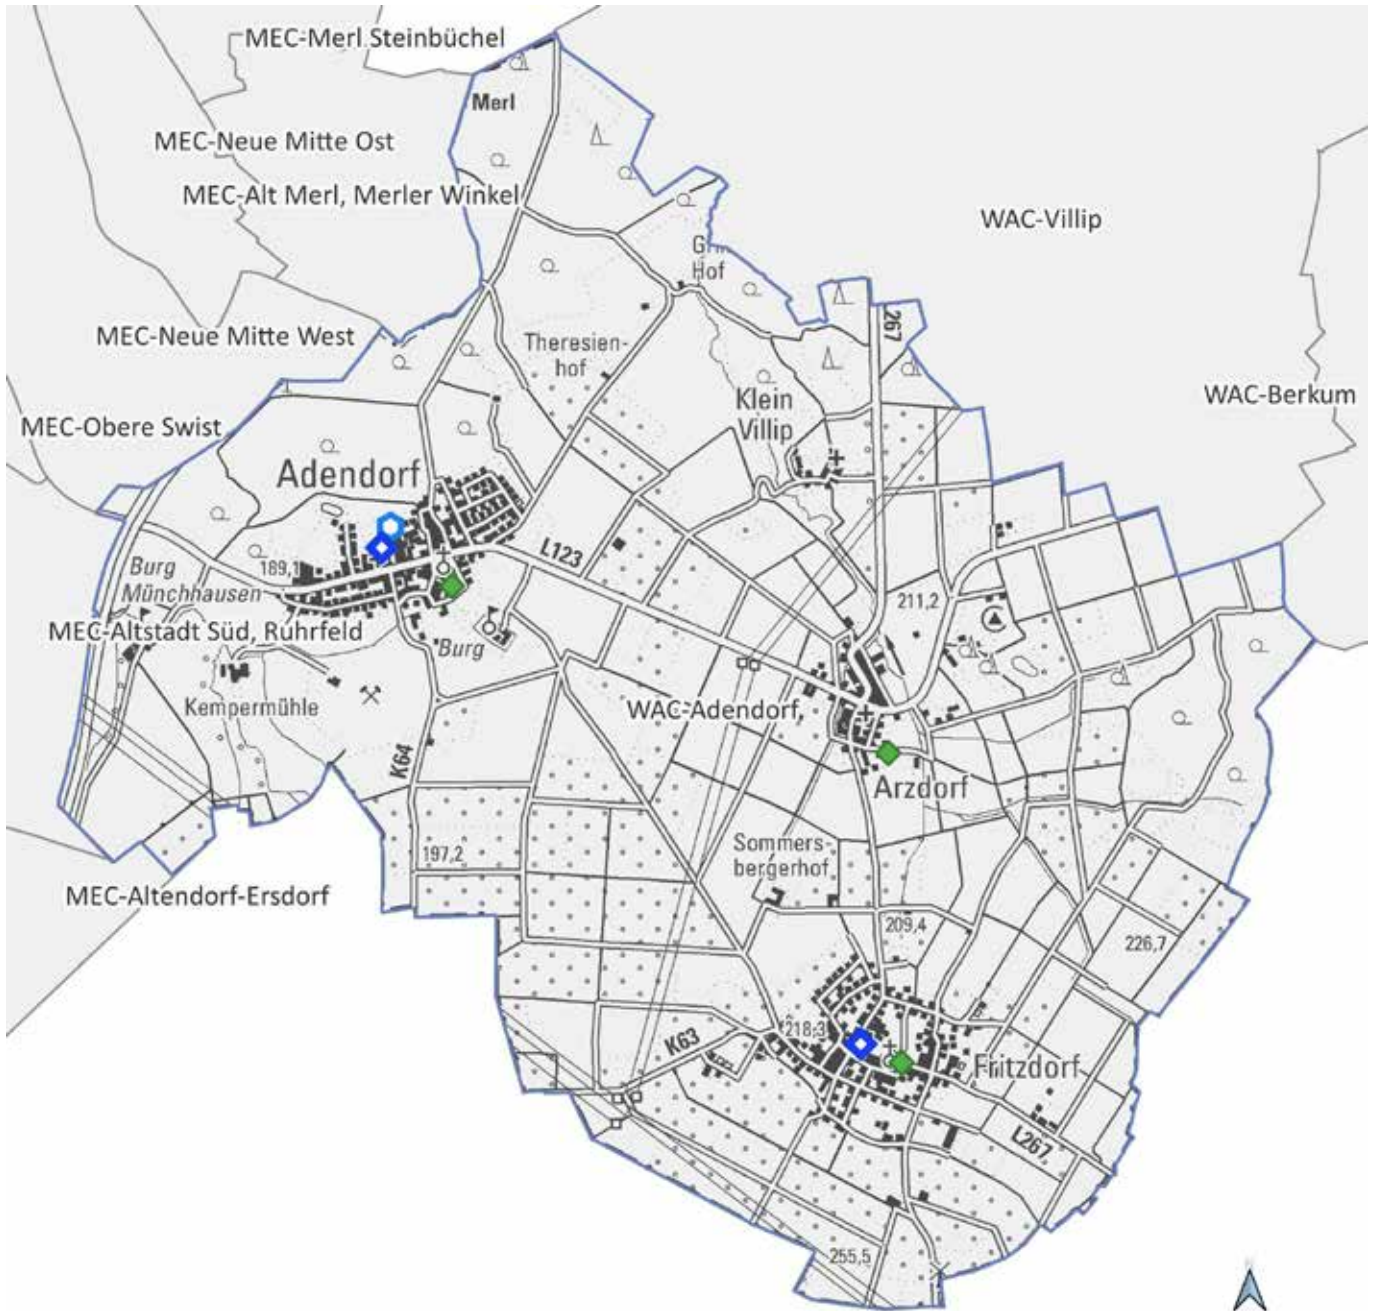 MEC-Merl Steinbüchel
Merl
MEC-Neue Mitte Ost
MEC-Alt Merl, Merler Winkel
WAC-Villip
Hof
L267
MEC-Neue Mitte West
Theresien-
hof
Klein
Villip
WAC-Berkum
MEC-Obere Swist
Adendorf
L123
189,1
Burg
Münchhausen
211,2
MEC-Altstadt Süd, Ruhrfeld
Burg
Kempermühle
WAC-Adendorf
K64
Arzdorf
197,2
Sommers-
bergerhof
MEC-Altendorf-Ersdorf
209,4
226,7
218,3
K63
Fritzdorf
L267
255,5